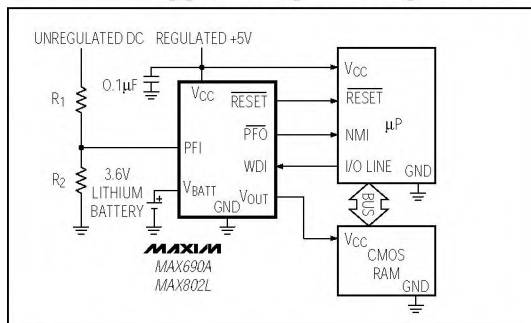 UNREGULATED DC
REGULATED +5V
0.1µF
R1
R2
3.6V
LITHIUM
BATTERY
VCC
RESET
PFO
PFI
WDI
VBATT
VOUT
GND
VCC
RESET
µP
NMI
I/O LINE
GND
BUS
VCC
CMOS
RAM
GND
MAXIM
MAX690A
MAX802L